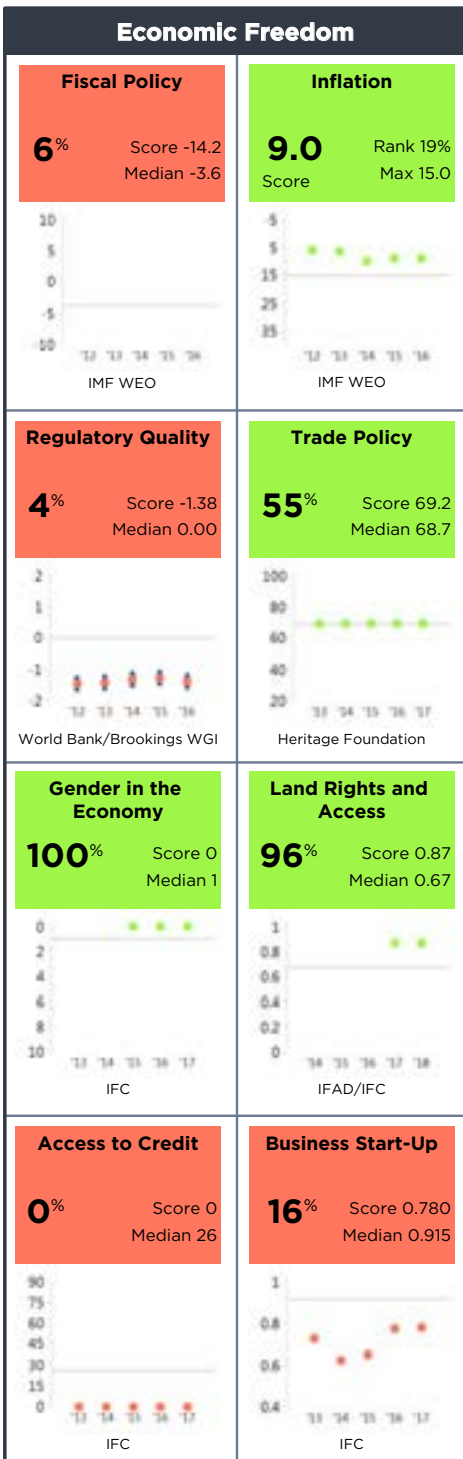 Economic Freedom
Fiscal Policy
6%
Score -14.2
Median -3.6
10
5
0
-5
-10
'12 '13 '14 '15 '16
IMF WEO
Inflation
9.0
Score
Rank 19%
Max 15.0
-5
5
15
25
35
'12 '13 '14 '15 '16
IMF WEO
Regulatory Quality
4%
Score -1.38
Median 0.00
2
1
0
-1
-2
'12 '13 '14 '15 '16
World Bank/Brookings WGI
Trade Policy
55%
Score 69.2
Median 68.7
100
80
60
40
20
'13 '14 '15 '16 '17
Heritage Foundation
Gender in the
Economy
100%
Score 0
Median 1
0
2
4
6
8
10
'13 '14 '15 '16 '17
IFC
Land Rights and
Access
96%
Score 0.87
Median 0.67
1
0.8
0.6
0.4
0.2
0
'14 '15 '16 '17 '18
IFAD/IFC
Access to Credit
0%
Score 0
Median 26
90
75
60
45
30
15
0
'13 '14 '15 '16 '17
IFC
Business Start-Up
16%
Score 0.780
Median 0.915
1
0.8
0.6
0.4
'13 '14 '15 '16 '17
IFC